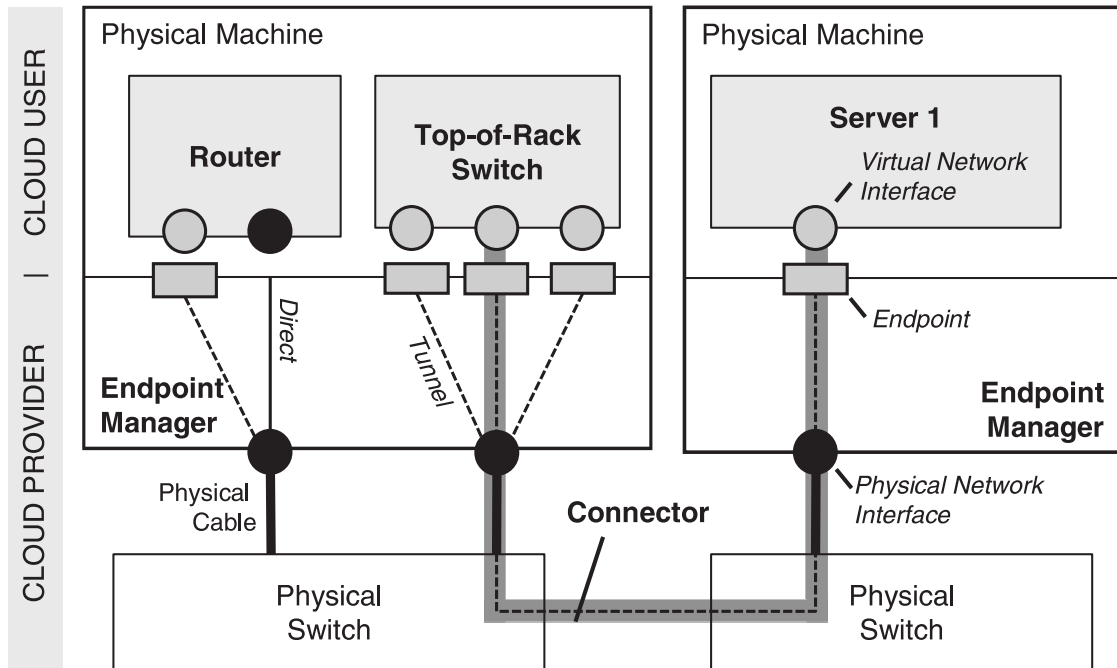 CLOUD PROVIDER | CLOUD USER
Physical Machine
Router
Top-of-Rack
Switch
Direct
Tunnel
Endpoint
Manager
Physical
Cable
Physical
Switch
Connector
Physical Machine
Server 1
Virtual Network
Interface
Endpoint
Endpoint
Manager
Physical Network
Interface
Physical
Switch